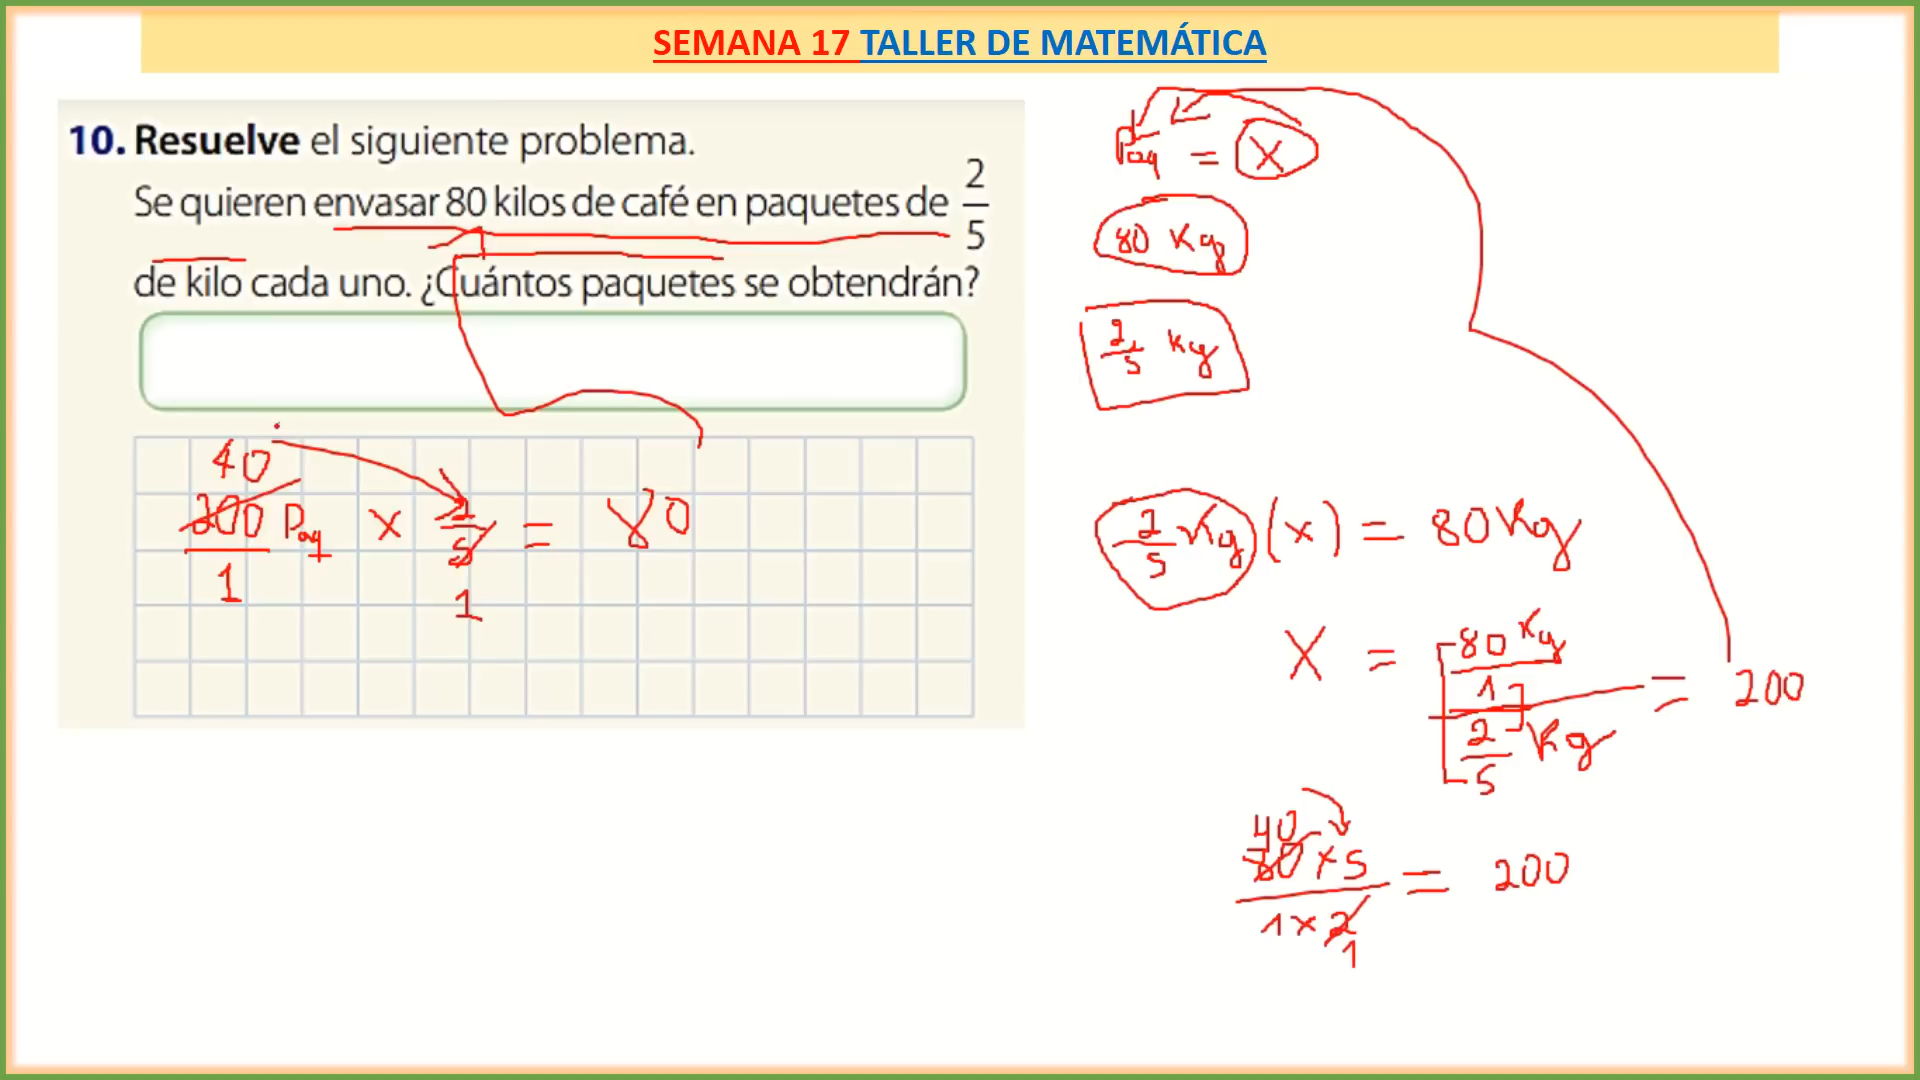 SEMANA 17 TALLER DE MATEMÁTICA
10. Resuelve el siguiente problema.
Se quieren envasar 80 kilos de café en paquetes de 2/5
de kilo cada uno. ¿Cuántos paquetes se obtendrán?
40
200 Paq x 2 = 80
1 5
1
Paq = x
80 Kg
2/5 Kg
2/5 Kg (x) = 80 Kg
X = 80 Kg
1 = 200
2/5 Kg
40
80 x 5 = 200
1 x 2
1